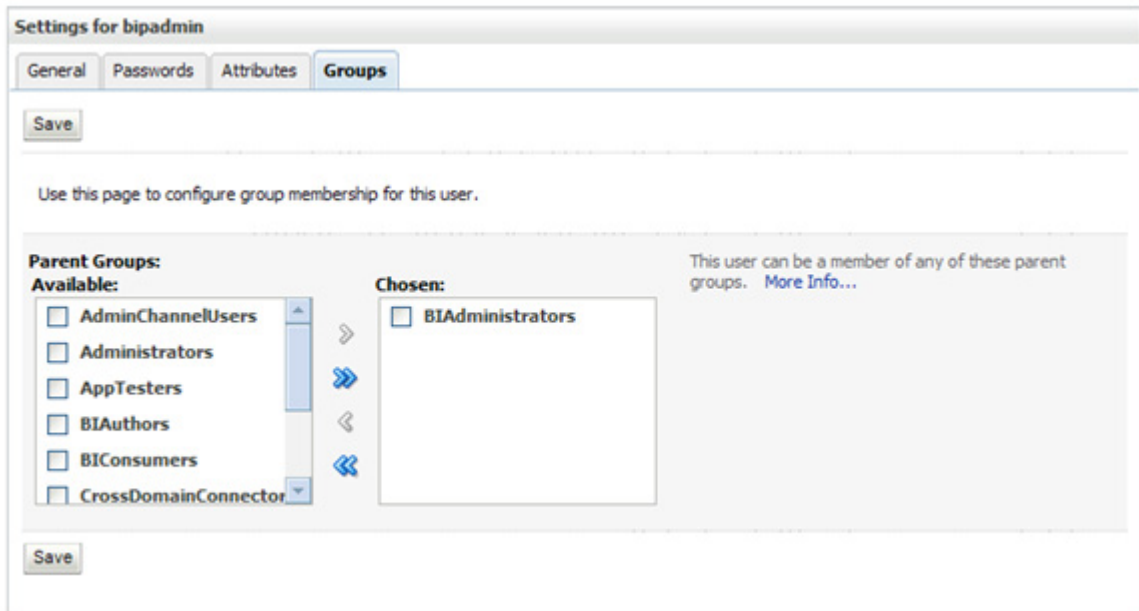 Settings for bipadmin
General Passwords Attributes Groups
Save
Use this page to configure group membership for this user.
Parent Groups:
Available:
Chosen:
This user can be a member of any of these parent
groups. More Info...
AdminChannelUsers
Administrators
AppTesters
BIAuthors
BIConsumers
CrossDomainConnector
BIAdministrators
Save